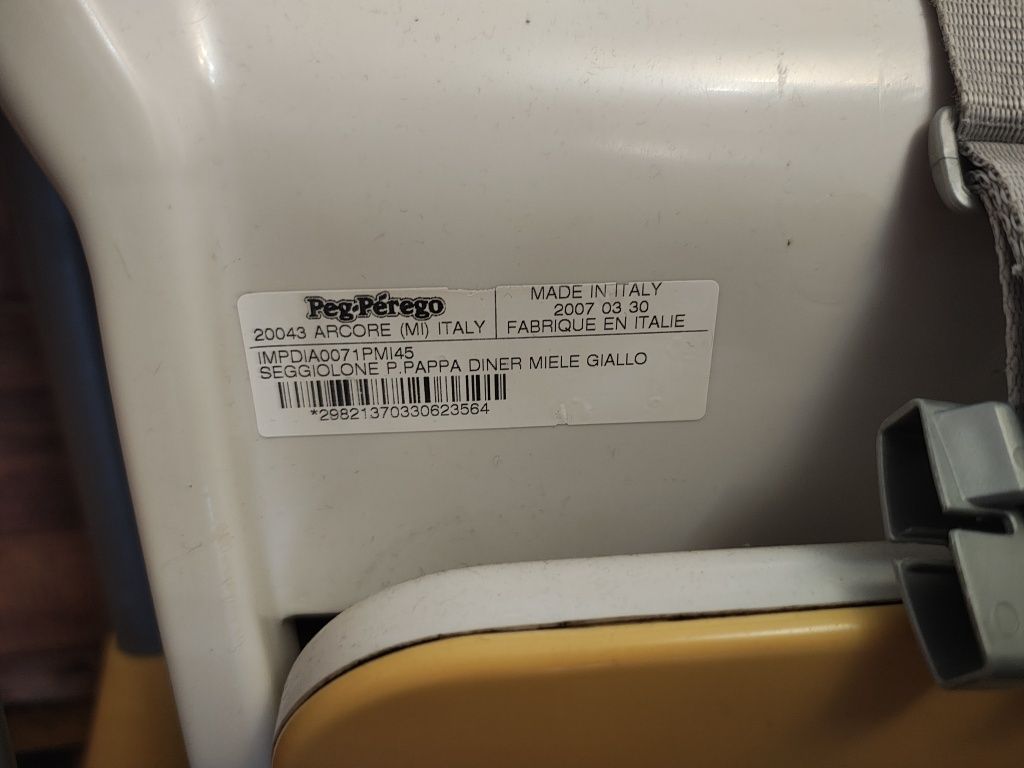 Peg-Pérego
20043 ARCORE (MI) ITALY
MADE IN ITALY
2007 03 30
FABRIQUE EN ITALIE
IMPDIA0071PMI45
SEGGIOLONE P.PAPPA DINER MIELE GIALLO
*29821370330623564